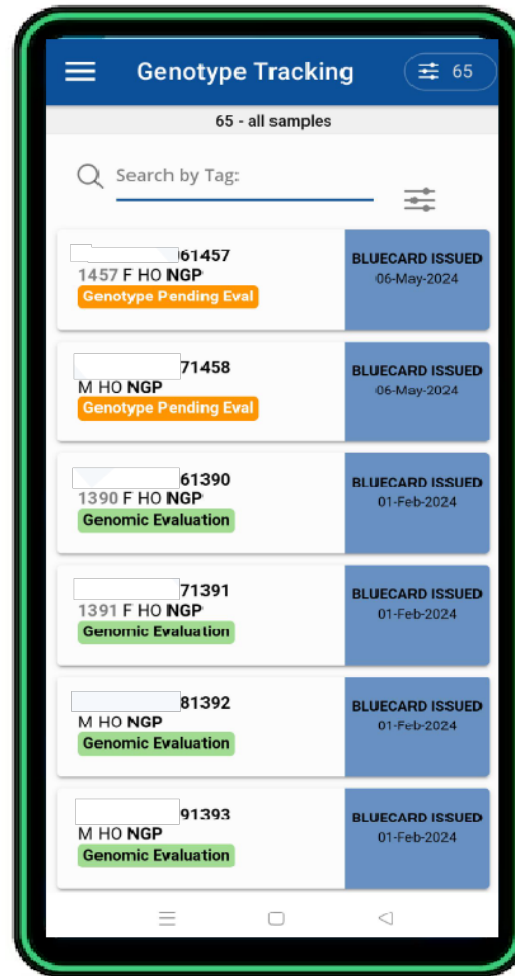 Genotype Tracking
65
65 - all samples
Search by Tag:
61457
1457 F HO NGP
Genotype Pending Eval
BLUECARD ISSUED
06-May-2024
71458
M HO NGP
Genotype Pending Eval
BLUECARD ISSUED
06-May-2024
61390
1390 F HO NGP
Genomic Evaluation
BLUECARD ISSUED
01-Feb-2024
71391
1391 F HO NGP
Genomic Evaluation
BLUECARD ISSUED
01-Feb-2024
81392
M HO NGP
Genomic Evaluation
BLUECARD ISSUED
01-Feb-2024
91393
M HO NGP
Genomic Evaluation
BLUECARD ISSUED
01-Feb-2024